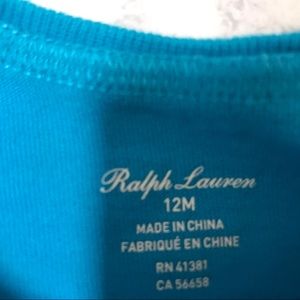 Ralph Lauren
12M
MADE IN CHINA
FABRIQUÉ EN CHINE
RN 41381
CA 56658